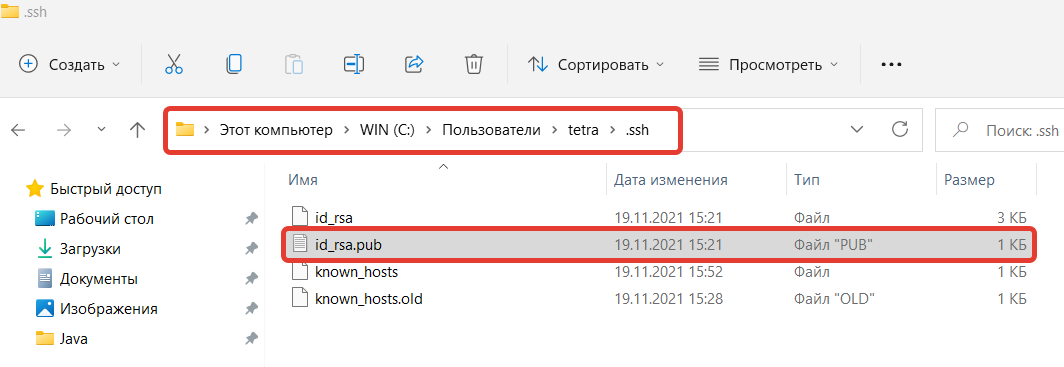 .ssh
Создать Сортировать Просмотреть
Этот компьютер WIN (C:) Пользователи tetra .ssh Поиск: .ssh
Имя Дата изменения Тип Размер
Быстрый доступ
Рабочий стол
Загрузки
Документы
Изображения
Java
id_rsa 19.11.2021 15:21 Файл 3 КБ
id_rsa.pub 19.11.2021 15:21 Файл "PUB" 1 КБ
known_hosts 19.11.2021 15:52 Файл 1 КБ
known_hosts.old 19.11.2021 15:28 Файл "OLD" 1 КБ